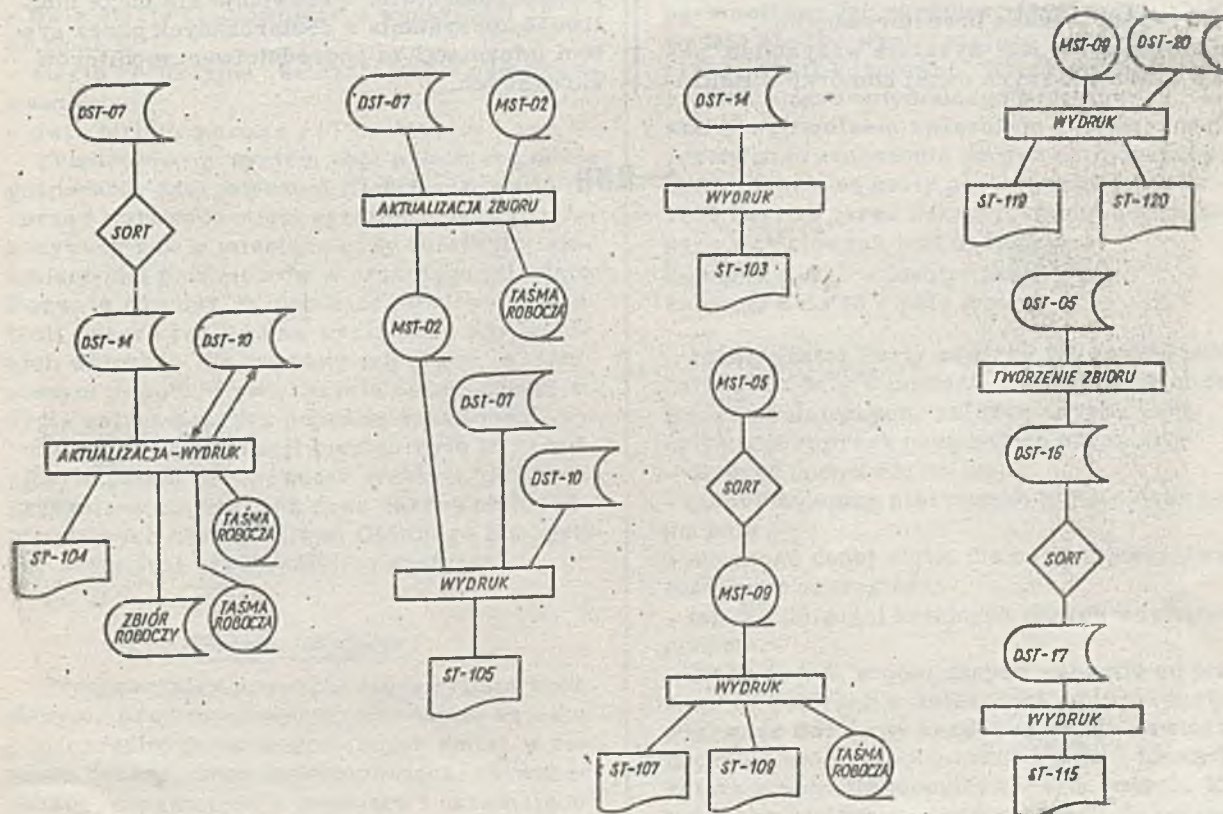 DST-07
SORT
DST-14
DST-10
AKTUALIZACJA-WYDRUK
ST-104
ZBIÓR
ROBOCZY
TAŚMA
ROBOCZA
TAŚMA
ROBOCZA
DST-07
MST-02
AKTUALIZACJA ZBIORU
MST-02
TAŚMA
ROBOCZA
DST-07
DST-10
WYDRUK
ST-105
DST-14
WYDRUK
ST-103
MST-05
SORT
MST-09
WYDRUK
ST-107
ST-109
TAŚMA
ROBOCZA
MST-09
DST-20
WYDRUK
ST-119
ST-120
DST-05
TWORZENIE ZBIORU
DST-16
SORT
DST-17
WYDRUK
ST-115